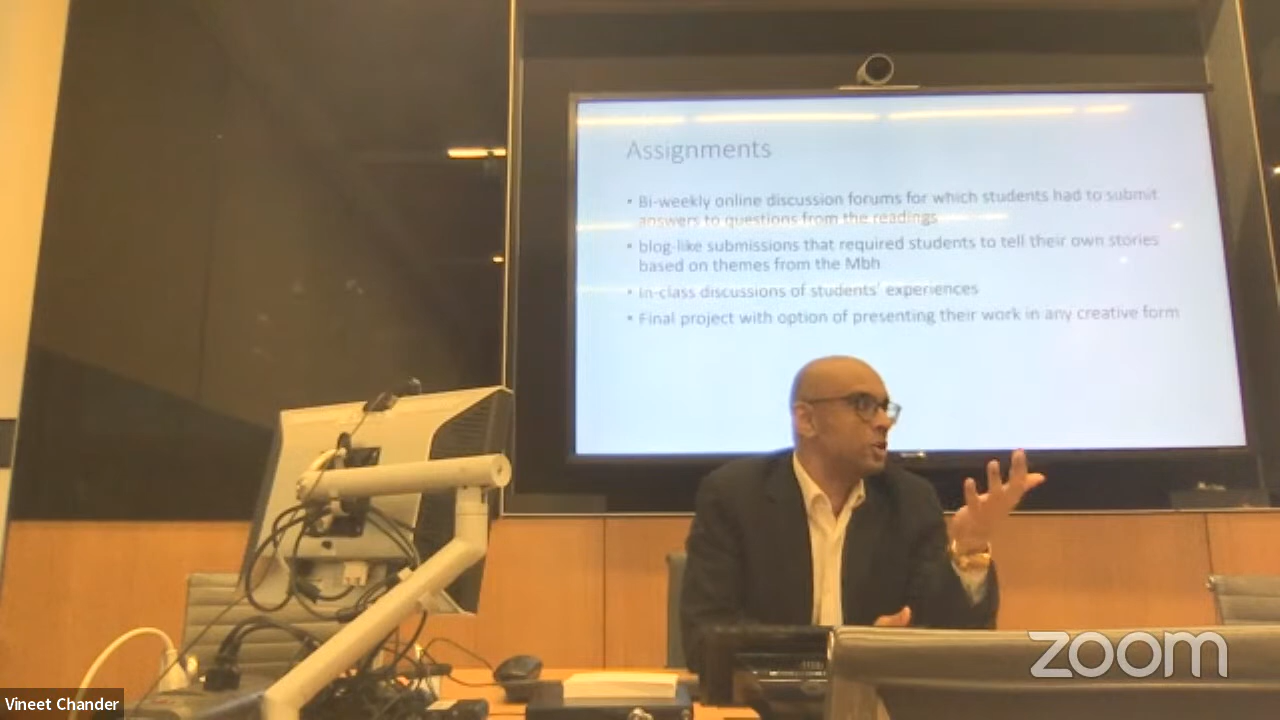 Assignments
• Bi-weekly online discussion forums for which students had to submit
answers to questions from the readings
• blog-like submissions that required students to tell their own stories
based on themes from the Mbh
• In-class discussions of students' experiences
• Final project with option of presenting their work in any creative form
zoom
Vineet Chander